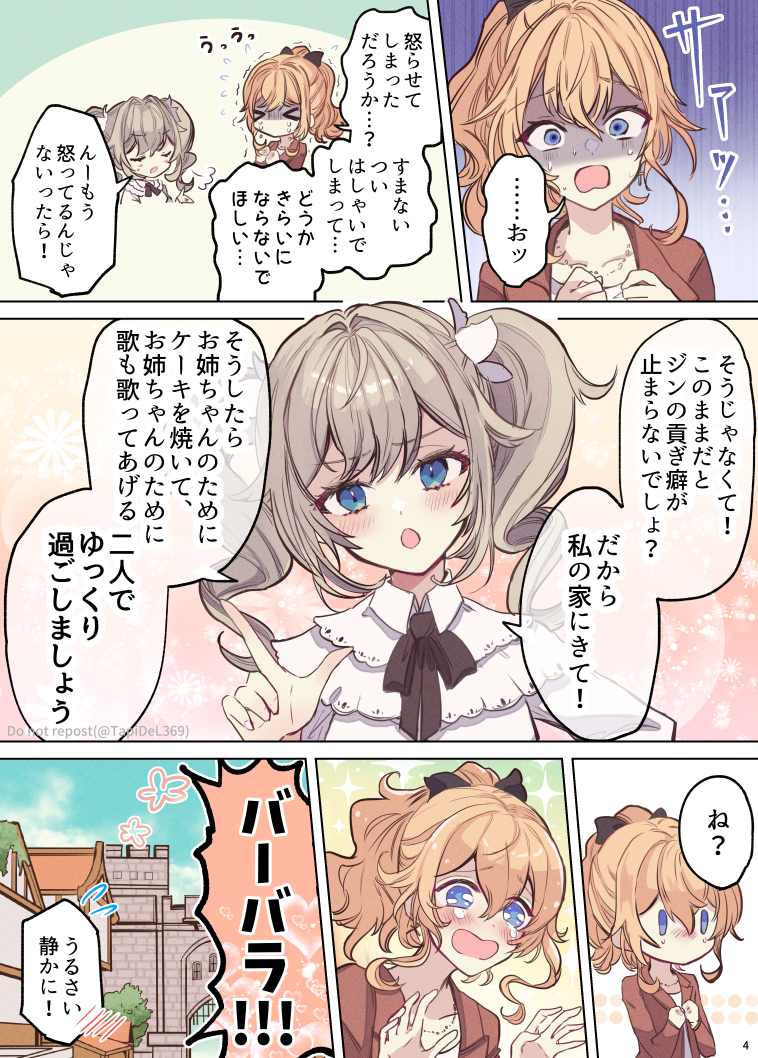 サアーッ…
……おッ
怒らせて
しまった
だろうか…？
すまない
つい
はしゃいで
しまって…
どうか
きらいに
ならないで
ほしい…
うっうっ
んーもう
怒ってるんじゃ
ないったら！
そうじゃなくて！
このままだと
ジンの貢ぎ癖が
止まらないでしょ？
だから
私の家にきて！
そうしたら
お姉ちゃんのために
ケーキを焼いて、
お姉ちゃんのために
歌も歌ってあげる
二人で
ゆっくり
過ごしましょう
Do not repost(@TapiDeL369)
ね？
バーバラ!!!
うるさい
静かに！
4